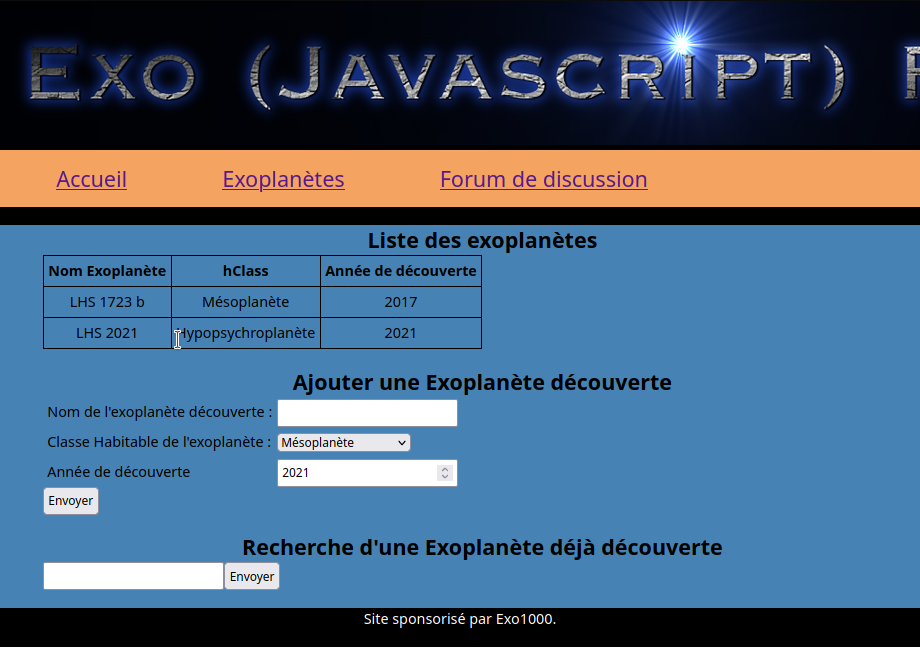 Exo (Javascript)
Accueil Exoplanètes Forum de discussion
Liste des exoplanètes
Nom Exoplanète hClass Année de découverte
LHS 1723 b Mésoplanète 2017
LHS 2021 Hypopsychroplanète 2021
Ajouter une Exoplanète découverte
Nom de l'exoplanète découverte :
Classe Habitable de l'exoplanète : Mésoplanète
Année de découverte 2021
Envoyer
Recherche d'une Exoplanète déjà découverte
Envoyer
Site sponsorisé par Exo1000.